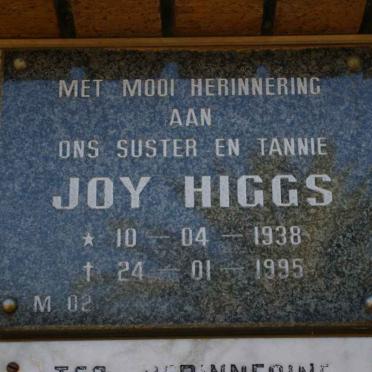 MET MOOI HERINNERING
AAN
ONS SUSTER EN TANNIE
JOY HIGGS
★ 10 – 04 – 1938
† 24 – 01 – 1995
M 02